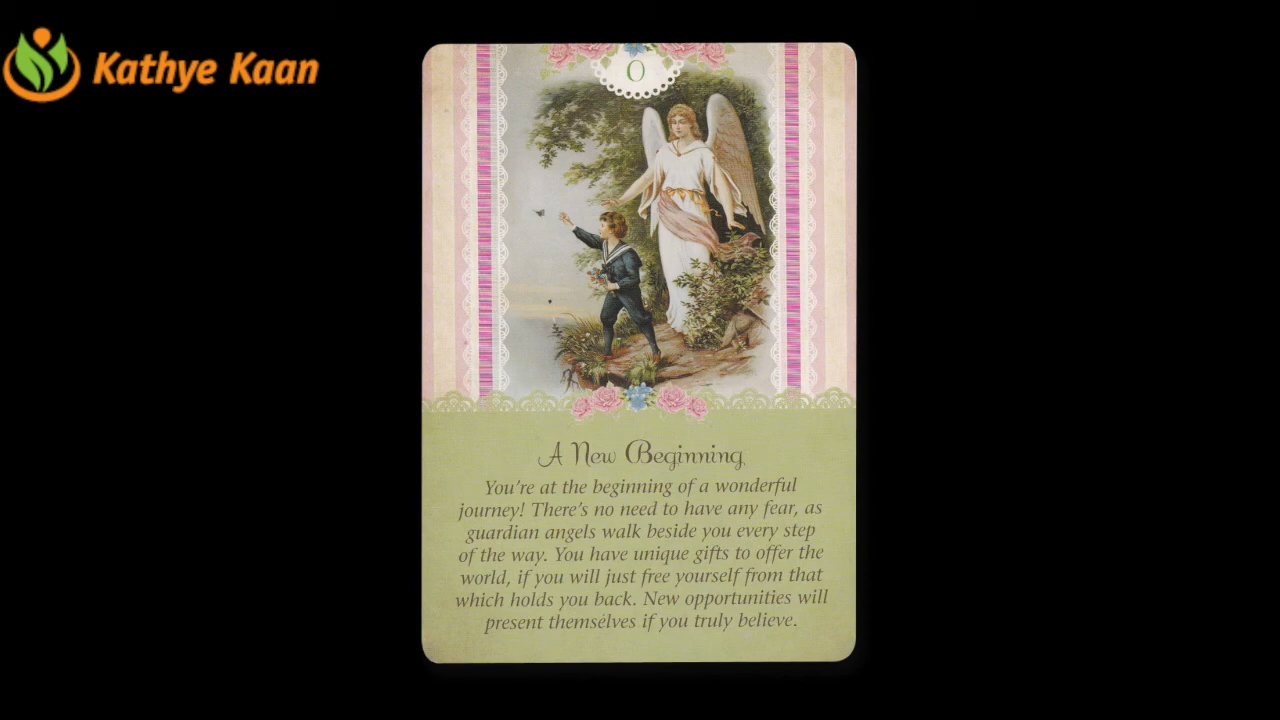 Kathye Kaan
0
A New Beginning
You're at the beginning of a wonderful
journey! There's no need to have any fear, as
guardian angels walk beside you every step
of the way. You have unique gifts to offer the
world, if you will just free yourself from that
which holds you back. New opportunities will
present themselves if you truly believe.